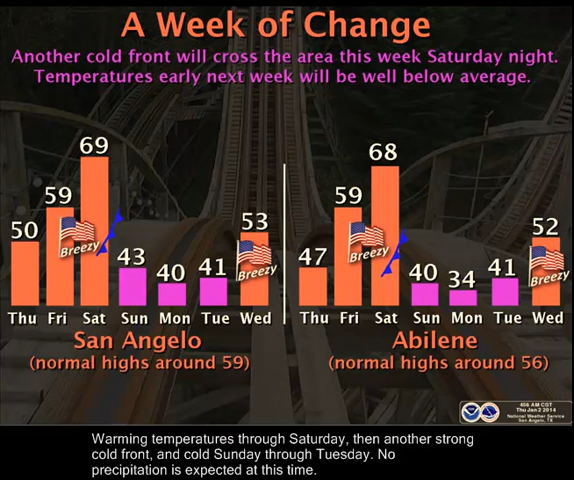 A Week of Change
Another cold front will cross the area this week Saturday night.
Temperatures early next week will be well below average.
50
59
69
43
40
41
53
Breezy
Breezy
Thu Fri Sat Sun Mon Tue Wed
San Angelo
(normal highs around 59)
47
59
68
40
34
41
52
Breezy
Breezy
Thu Fri Sat Sun Mon Tue Wed
Abilene
(normal highs around 56)
456 AM CST
Thu Jan 2 2014
National Weather Service
San Angelo, TX
Warming temperatures through Saturday, then another strong
cold front, and cold Sunday through Tuesday. No
precipitation is expected at this time.